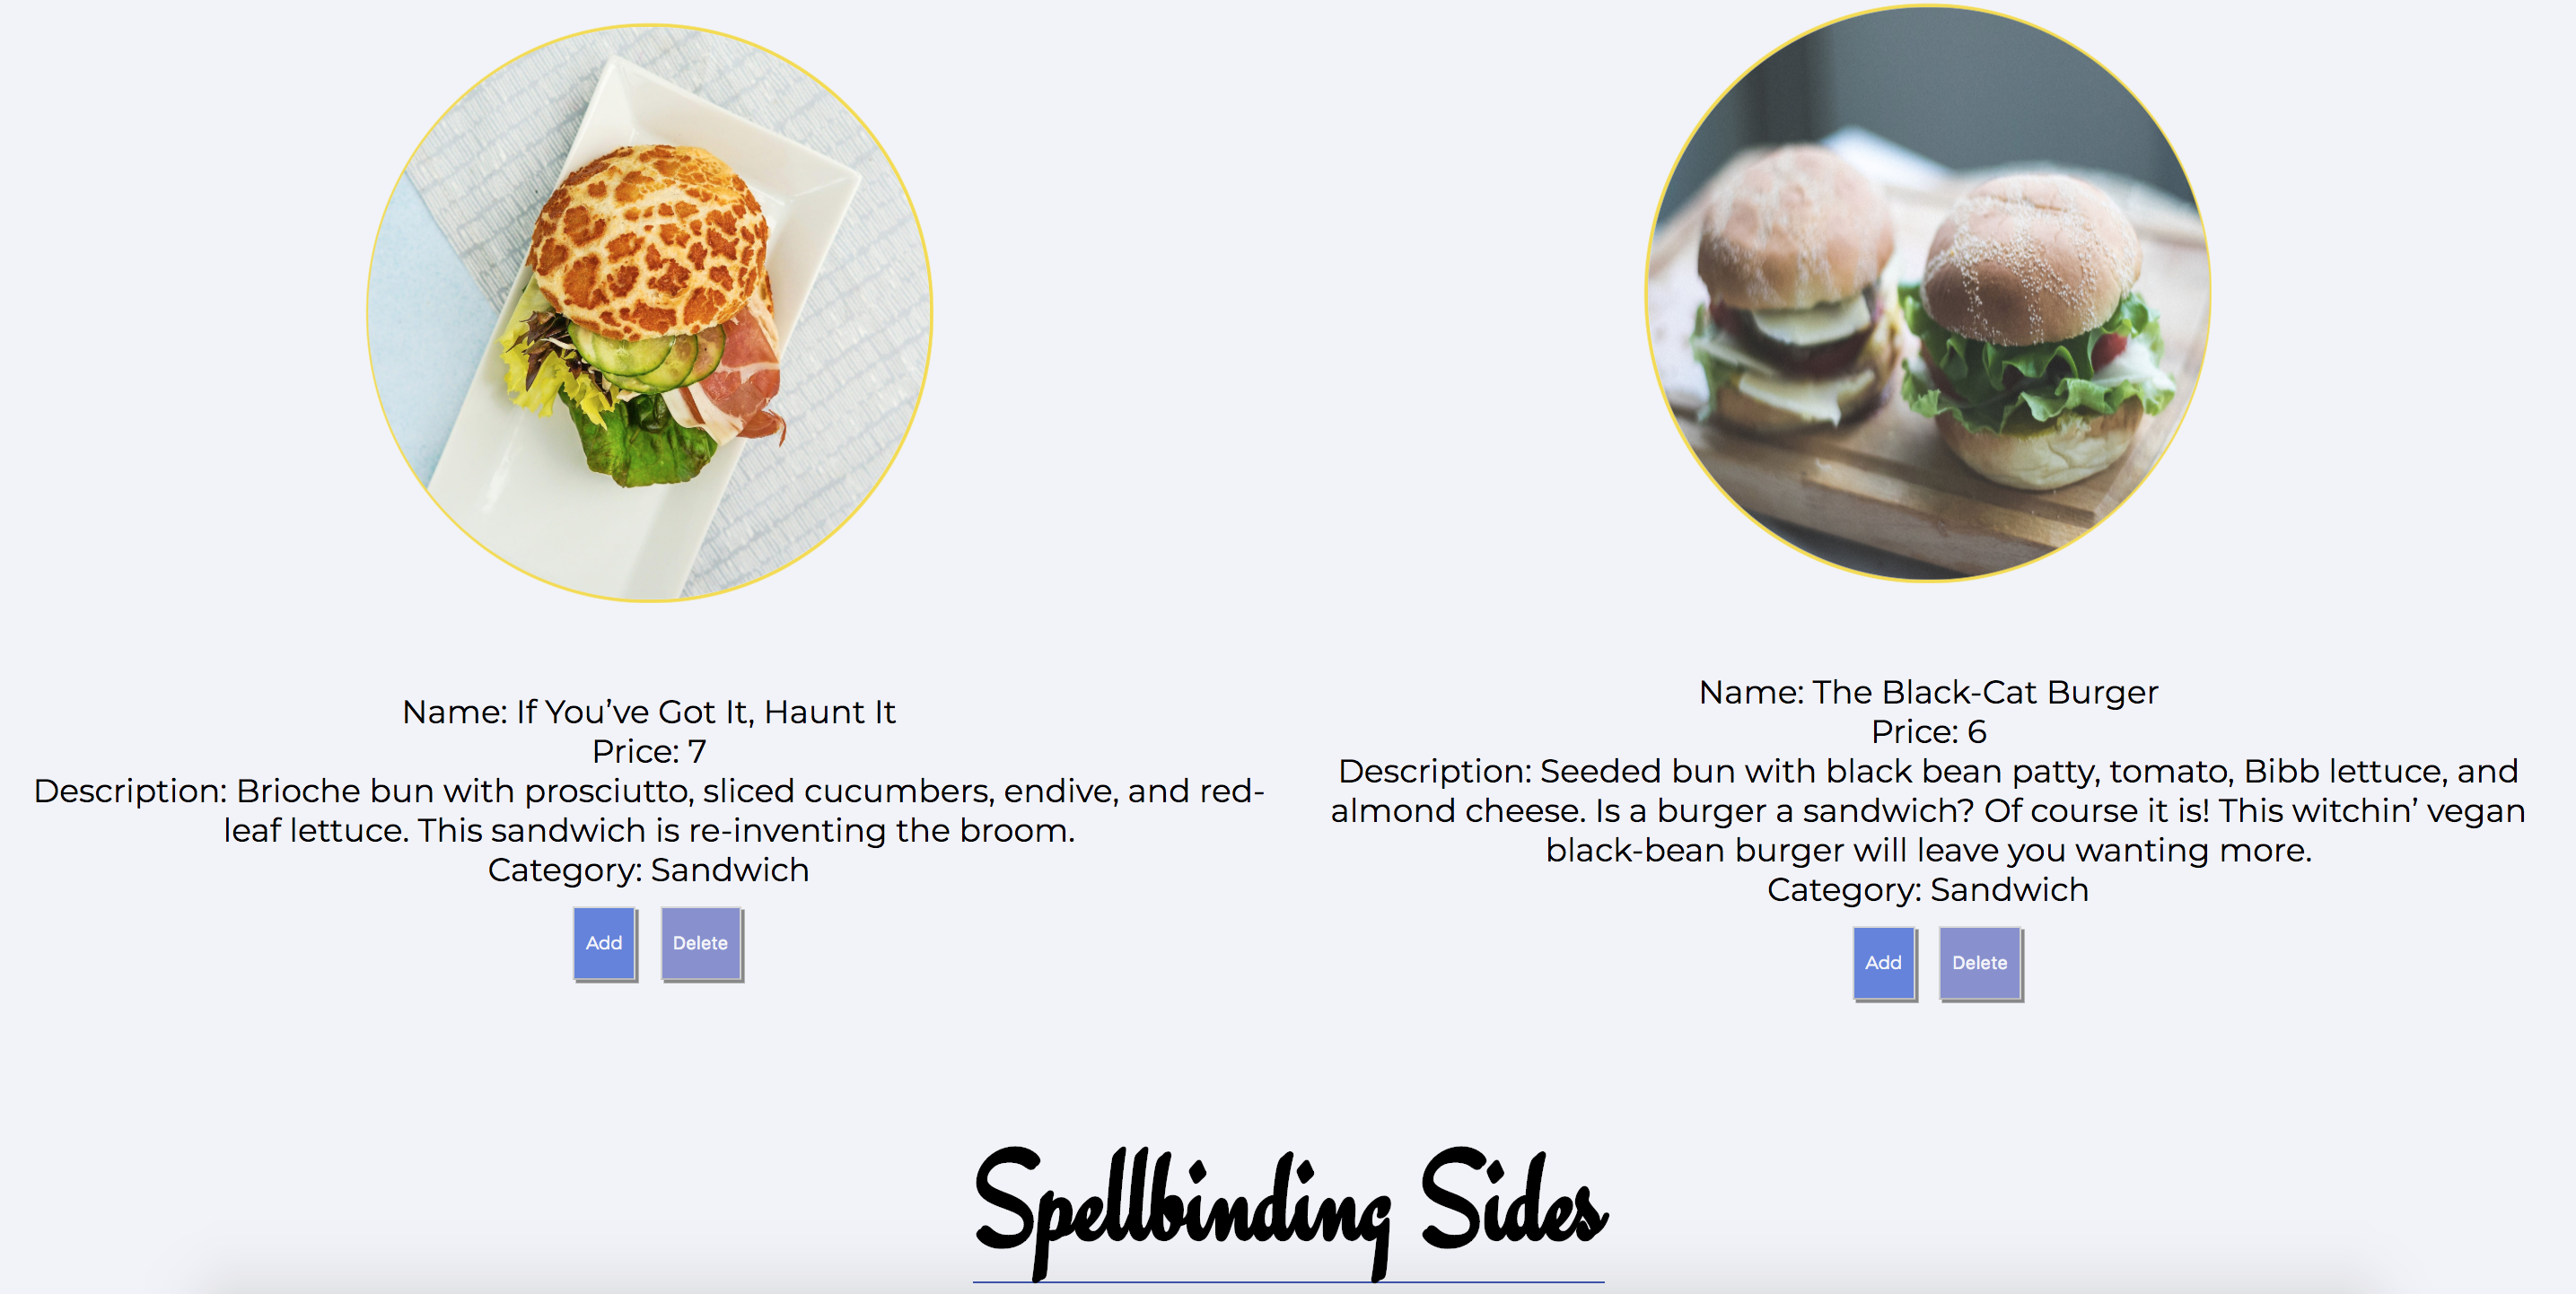 Name: If You’ve Got It, Haunt It
Price: 7
Description: Brioche bun with prosciutto, sliced cucumbers, endive, and red-
leaf lettuce. This sandwich is re-inventing the broom.
Category: Sandwich
Add Delete
Name: The Black-Cat Burger
Price: 6
Description: Seeded bun with black bean patty, tomato, Bibb lettuce, and
almond cheese. Is a burger a sandwich? Of course it is! This witchin’ vegan
black-bean burger will leave you wanting more.
Category: Sandwich
Add Delete
Spellbinding Sides